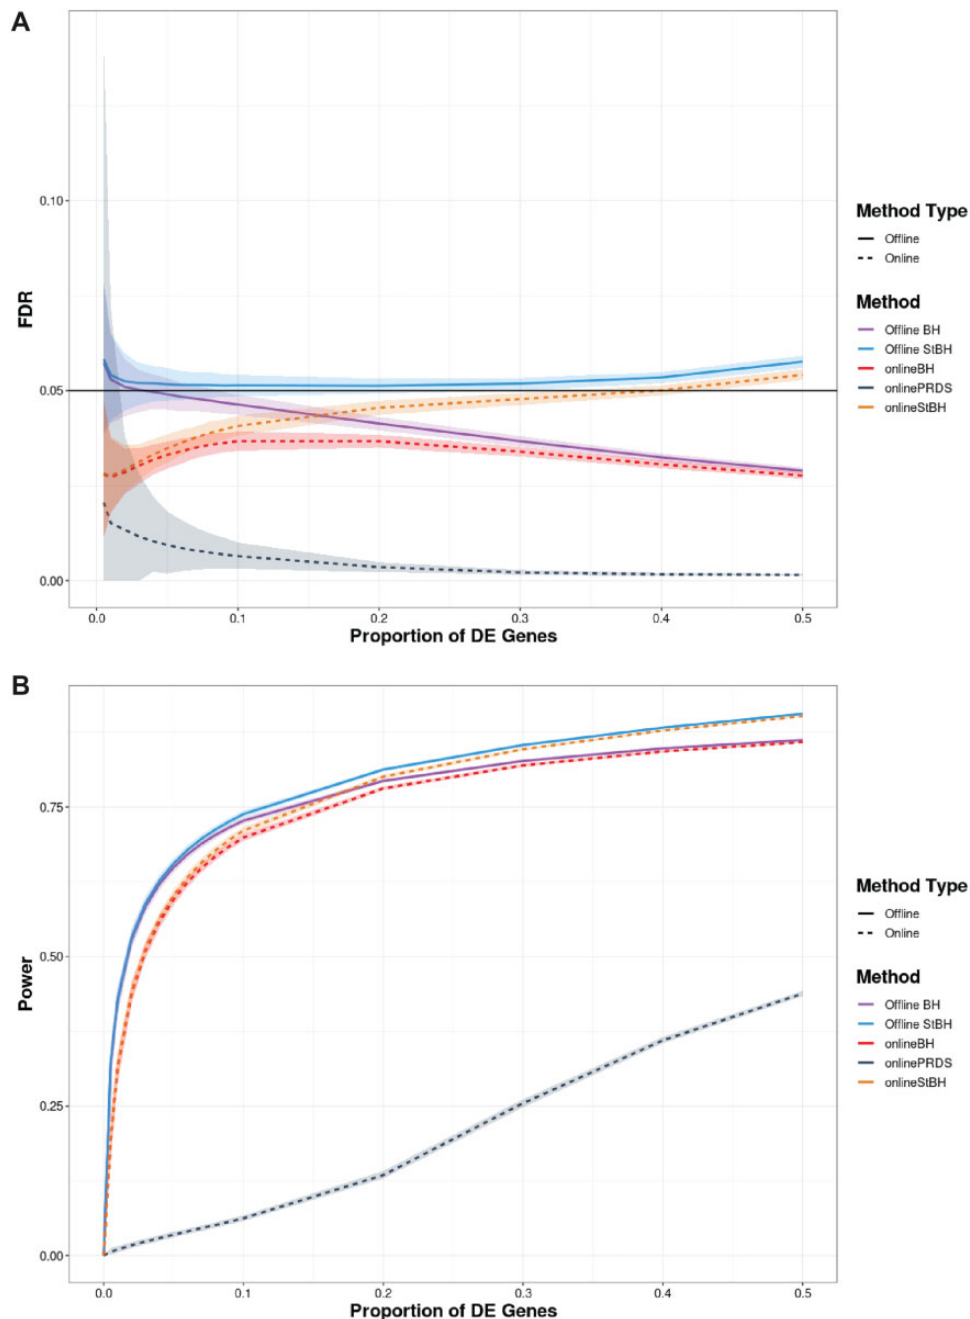 A
FDR
0.10
0.05
0.00
0.0 0.1 0.2 0.3 0.4 0.5
Proportion of DE Genes
Method Type
Offline
Online
Method
Offline BH
Offline StBH
onlineBH
onlinePRDS
onlineStBH
B
Power
0.75
0.50
0.25
0.00
0.0 0.1 0.2 0.3 0.4 0.5
Proportion of DE Genes
Method Type
Offline
Online
Method
Offline BH
Offline StBH
onlineBH
onlinePRDS
onlineStBH